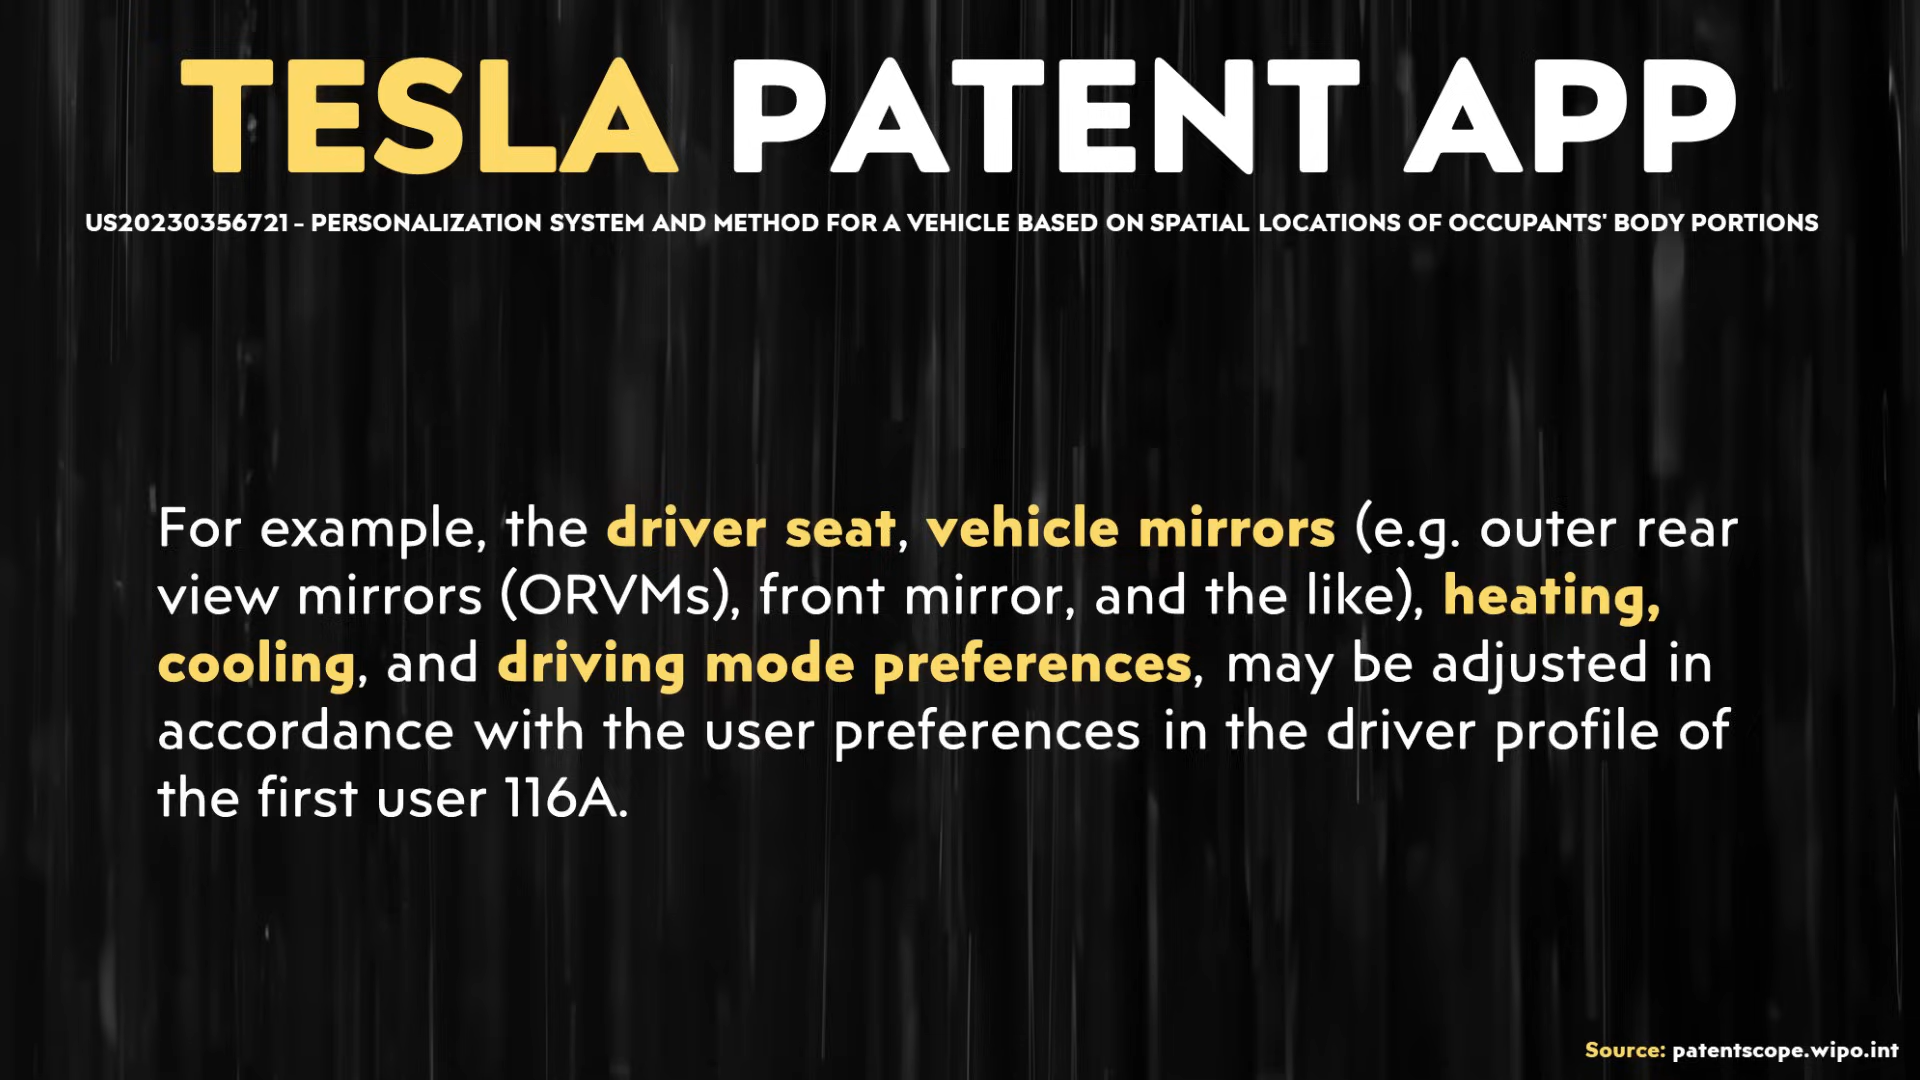 TESLA PATENT APP
US20230356721 - PERSONALIZATION SYSTEM AND METHOD FOR A VEHICLE BASED ON SPATIAL LOCATIONS OF OCCUPANTS' BODY PORTIONS
For example, the driver seat, vehicle mirrors (e.g. outer rear
view mirrors (ORVMs), front mirror, and the like), heating,
cooling, and driving mode preferences, may be adjusted in
accordance with the user preferences in the driver profile of
the first user 116A.
Source: patentscope.wipo.int